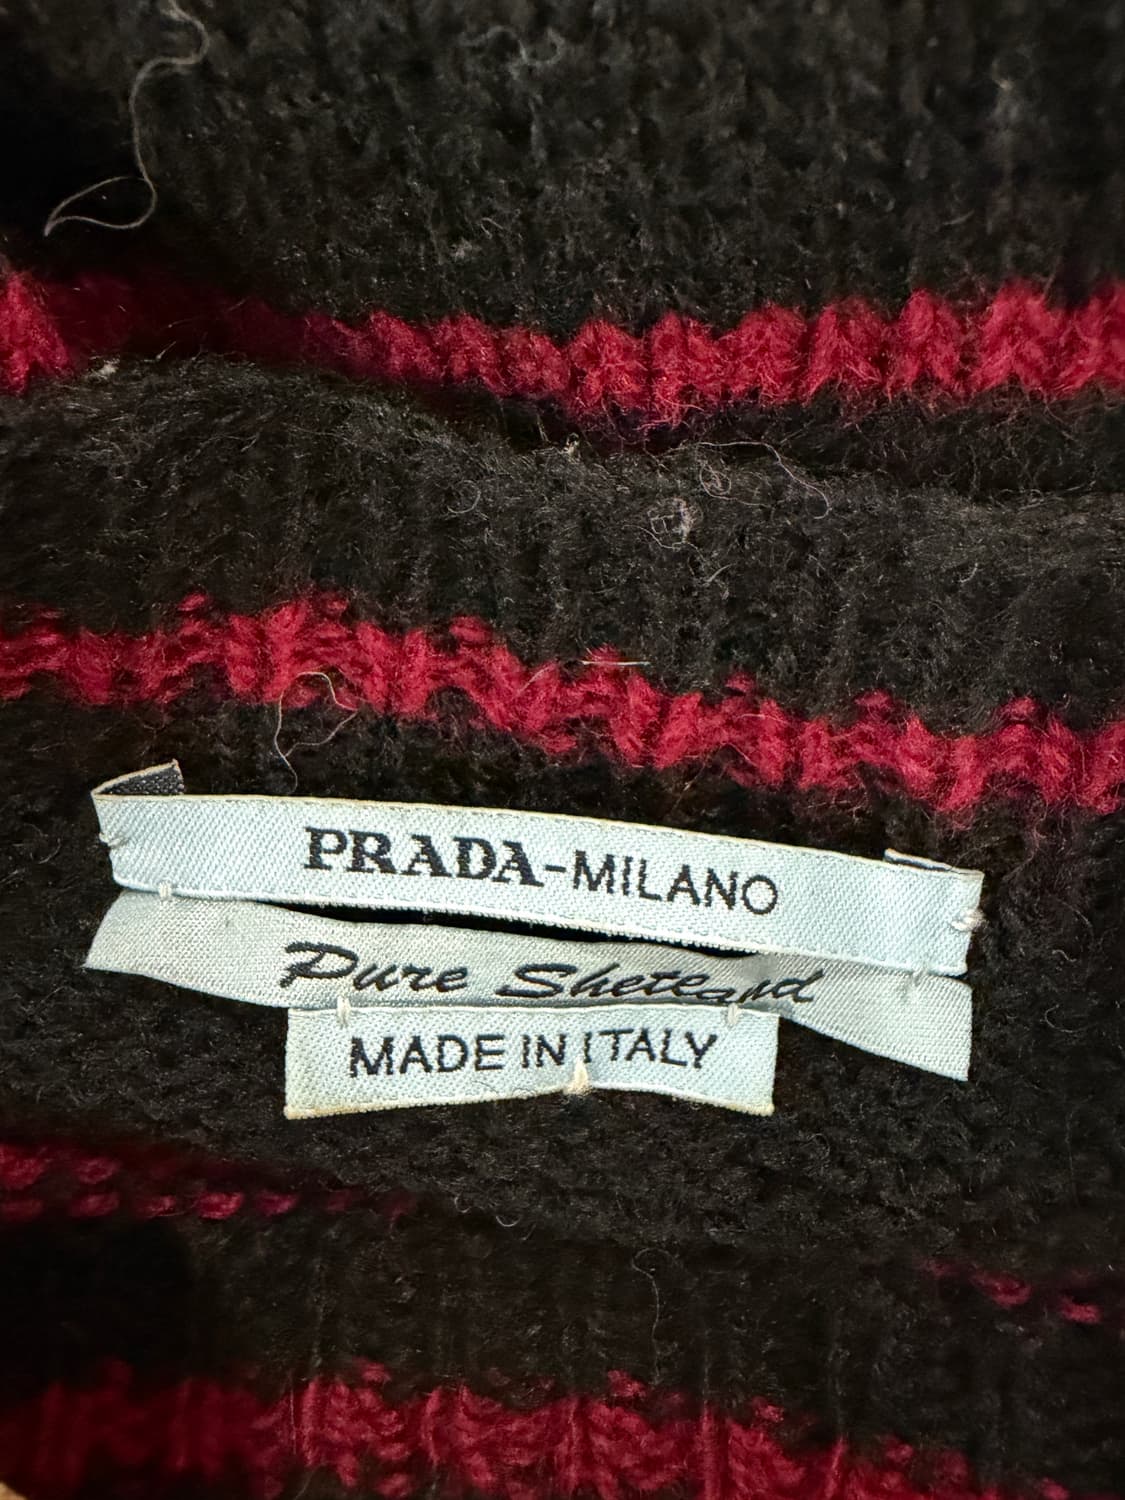 PRADA-MILANO
Pure Shetland
MADE IN ITALY